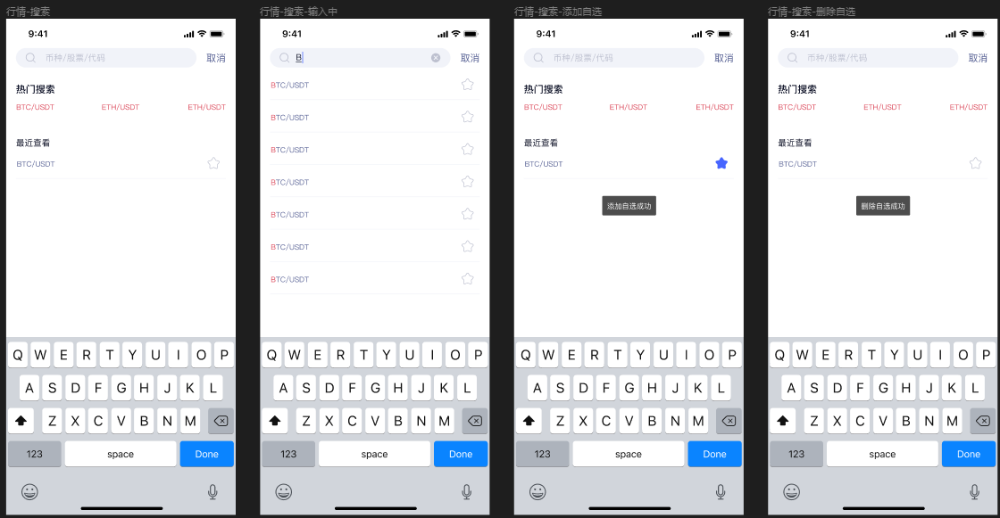 行情-搜索
9:41
币种/股票/代码
取消
热门搜索
BTC/USDT ETH/USDT ETH/USDT
最近查看
BTC/USDT
Q W E R T Y U I O P
A S D F G H J K L
Z X C V B N M
123 space Done
行情-搜索-输入中
9:41
B
取消
BTC/USDT
BTC/USDT
BTC/USDT
BTC/USDT
BTC/USDT
BTC/USDT
BTC/USDT
Q W E R T Y U I O P
A S D F G H J K L
Z X C V B N M
123 space Done
行情-搜索-添加自选
9:41
币种/股票/代码
取消
热门搜索
BTC/USDT ETH/USDT ETH/USDT
最近查看
BTC/USDT
添加自选成功
Q W E R T Y U I O P
A S D F G H J K L
Z X C V B N M
123 space Done
行情-搜索-删除自选
9:41
币种/股票/代码
取消
热门搜索
BTC/USDT ETH/USDT ETH/USDT
最近查看
BTC/USDT
删除自选成功
Q W E R T Y U I O P
A S D F G H J K L
Z X C V B N M
123 space Done